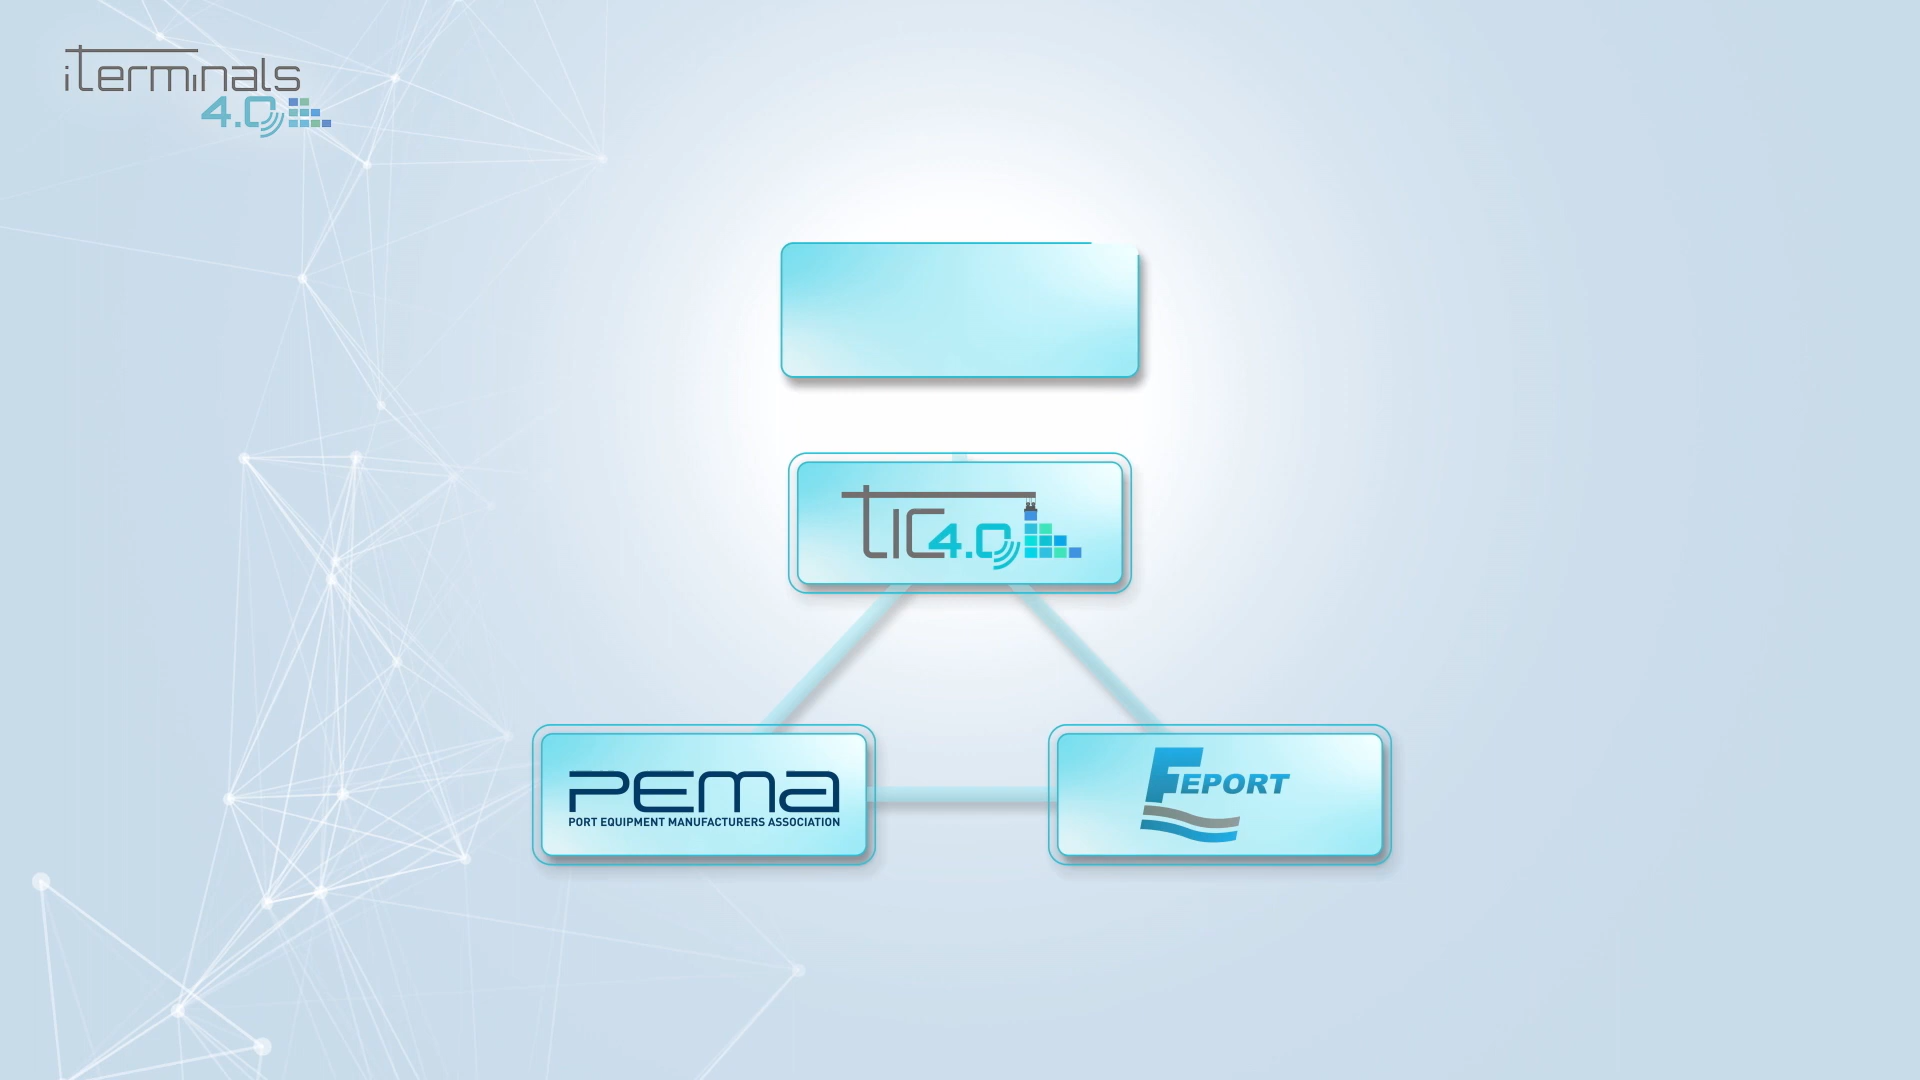 iTerminals
4.0
TIC4.0
PEMA
PORT EQUIPMENT MANUFACTURERS ASSOCIATION
FEPORT